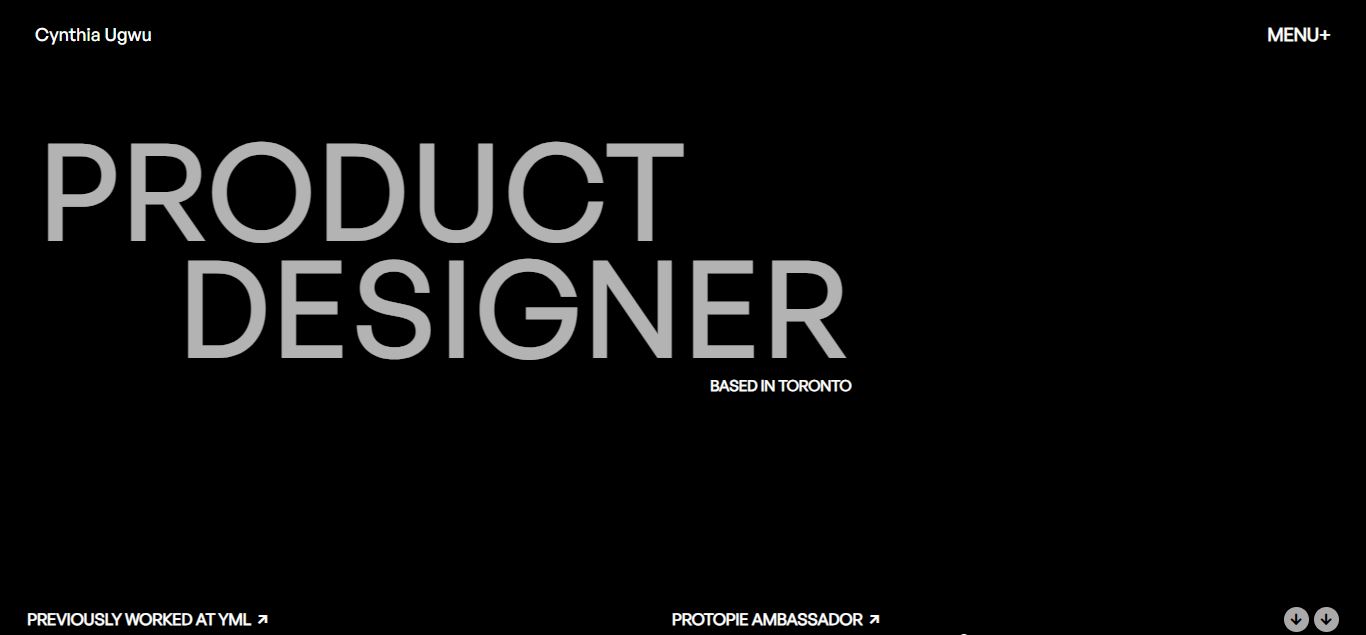 Cynthia Ugwu
MENU+
PRODUCT
DESIGNER
BASED IN TORONTO
PREVIOUSLY WORKED AT YML ↗
PROTOPIE AMBASSADOR ↗